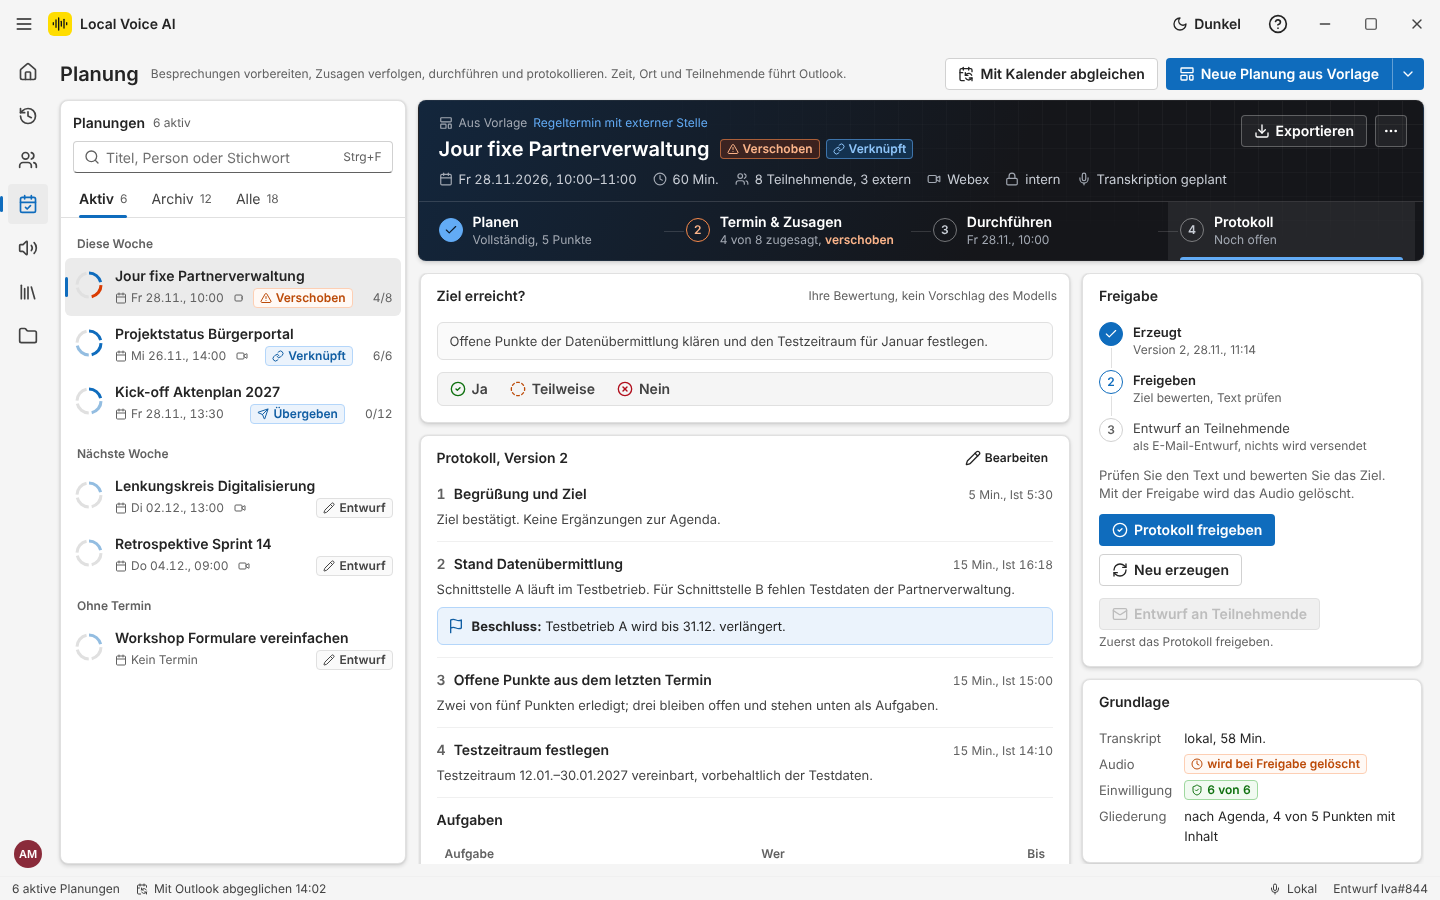 Local Voice AI
Dunkel
Planung
Besprechungen vorbereiten, Zusagen verfolgen, durchführen und protokollieren. Zeit, Ort und Teilnehmende führt Outlook.
Mit Kalender abgleichen
Neue Planung aus Vorlage
Planungen 6 aktiv
Titel, Person oder Stichwort Strg+F
Aktiv 6 Archiv 12 Alle 18
Diese Woche
Jour fixe Partnerverwaltung
Fr 28.11., 10:00 Verschoben 4/8
Projektstatus Bürgerportal
Mi 26.11., 14:00 Verknüpft 6/6
Kick-off Aktenplan 2027
Fr 28.11., 13:30 Übergeben 0/12
Nächste Woche
Lenkungskreis Digitalisierung
Di 02.12., 13:00 Entwurf
Retrospektive Sprint 14
Do 04.12., 09:00 Entwurf
Ohne Termin
Workshop Formulare vereinfachen
Kein Termin Entwurf
AM
Aus Vorlage Regeltermin mit externer Stelle
Jour fixe Partnerverwaltung Verschoben Verknüpft
Exportieren
Fr 28.11.2026, 10:00–11:00 60 Min. 8 Teilnehmende, 3 extern Webex intern Transkription geplant
Planen
Vollständig, 5 Punkte
2 Termin & Zusagen
4 von 8 zugesagt, verschoben
3 Durchführen
Fr 28.11., 10:00
4 Protokoll
Noch offen
Ziel erreicht? Ihre Bewertung, kein Vorschlag des Modells
Offene Punkte der Datenübermittlung klären und den Testzeitraum für Januar festlegen.
Ja Teilweise Nein
Protokoll, Version 2 Bearbeiten
1 Begrüßung und Ziel 5 Min., Ist 5:30
Ziel bestätigt. Keine Ergänzungen zur Agenda.
2 Stand Datenübermittlung 15 Min., Ist 16:18
Schnittstelle A läuft im Testbetrieb. Für Schnittstelle B fehlen Testdaten der Partnerverwaltung.
Beschluss: Testbetrieb A wird bis 31.12. verlängert.
3 Offene Punkte aus dem letzten Termin 15 Min., Ist 15:00
Zwei von fünf Punkten erledigt; drei bleiben offen und stehen unten als Aufgaben.
4 Testzeitraum festlegen 15 Min., Ist 14:10
Testzeitraum 12.01.–30.01.2027 vereinbart, vorbehaltlich der Testdaten.
Aufgaben
Aufgabe Wer Bis
Freigabe
Erzeugt
Version 2, 28.11., 11:14
2 Freigeben
Ziel bewerten, Text prüfen
3 Entwurf an Teilnehmende
als E-Mail-Entwurf, nichts wird versendet
Prüfen Sie den Text und bewerten Sie das Ziel.
Mit der Freigabe wird das Audio gelöscht.
Protokoll freigeben
Neu erzeugen
Entwurf an Teilnehmende
Zuerst das Protokoll freigeben.
Grundlage
Transkript lokal, 58 Min.
Audio wird bei Freigabe gelöscht
Einwilligung 6 von 6
Gliederung nach Agenda, 4 von 5 Punkten mit
Inhalt
6 aktive Planungen Mit Outlook abgeglichen 14:02 Lokal Entwurf lva#844